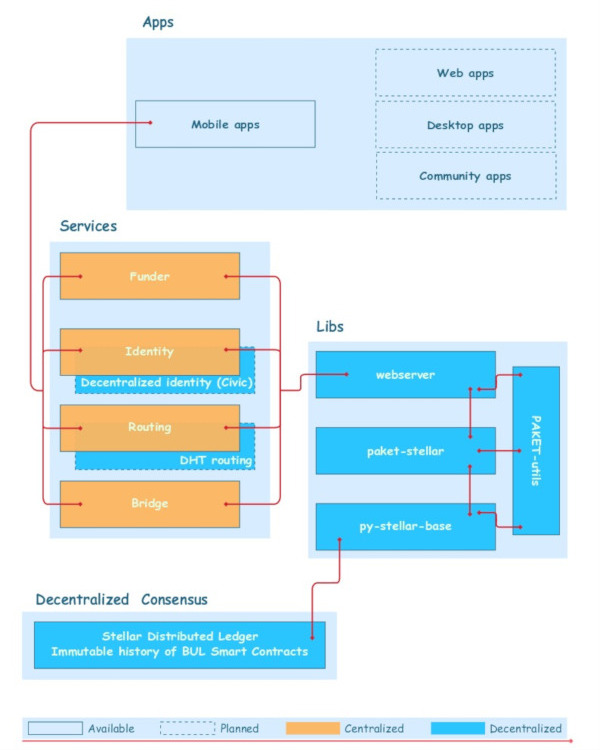 Apps
Web apps
Mobile apps
Desktop apps
Community apps
Services
Funder
Identity
Decentralized identity (Civic)
Routing
DHT routing
Bridge
Libs
webserver
paket-stellar
py-stellar-base
PAKET-utils
Decentralized Consensus
Stellar Distributed Ledger
Immutable history of BUL Smart Contracts
Available
Planned
Centralized
Decentralized